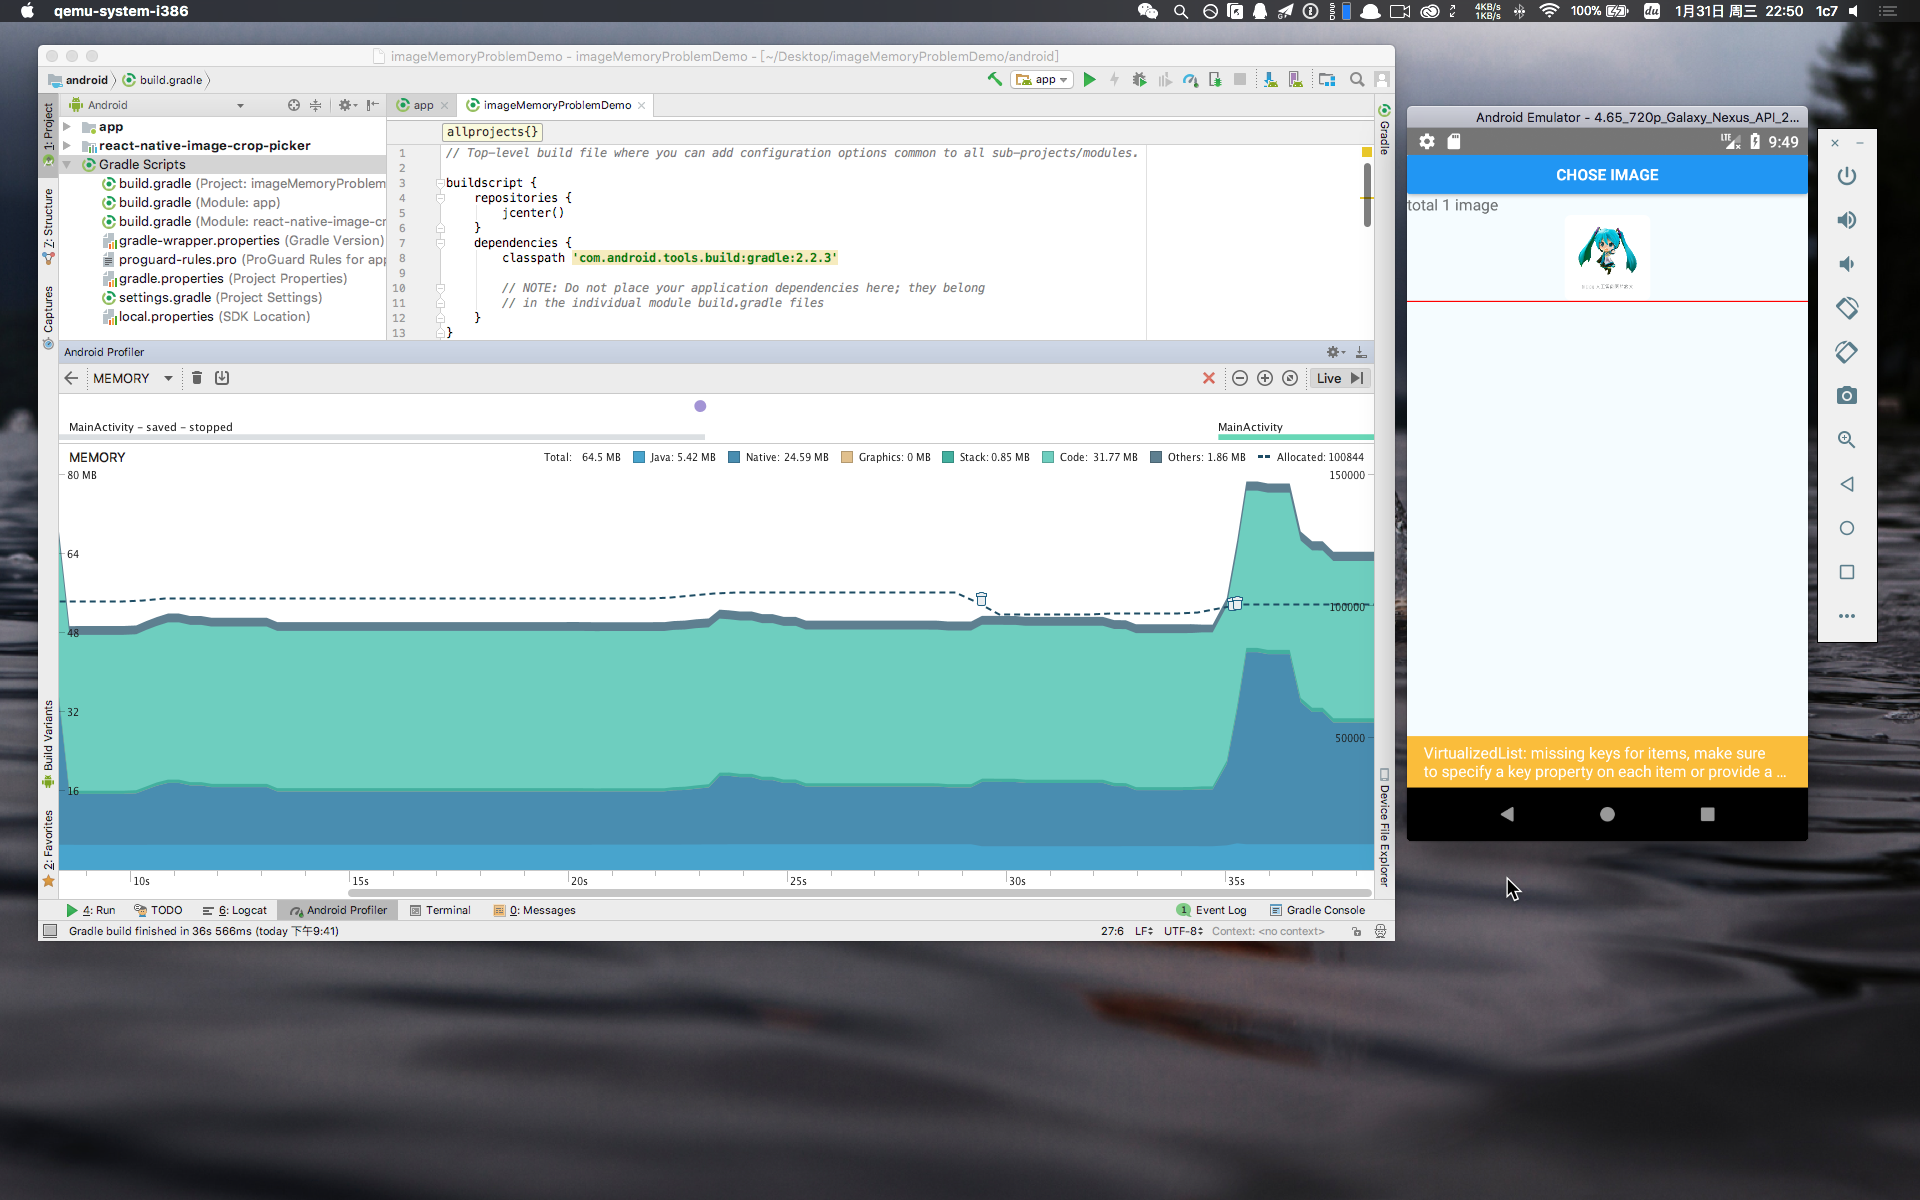 qemu-system-i386
4KB/s
1KB/s
100%
du
1月31日 周三 22:50
1c7
imageMemoryProblemDemo - imageMemoryProblemDemo - [~/Desktop/imageMemoryProblemDemo/android]
android
build.gradle
app
Android
app
imageMemoryProblemDemo
1: Project
Z: Structure
Captures
Build Variants
2: Favorites
app
react-native-image-crop-picker
Gradle Scripts
build.gradle (Project: imageMemoryProblem
build.gradle (Module: app)
build.gradle (Module: react-native-image-cr
gradle-wrapper.properties (Gradle Version)
proguard-rules.pro (ProGuard Rules for app
gradle.properties (Project Properties)
settings.gradle (Project Settings)
local.properties (SDK Location)
allprojects{}
1 // Top-level build file where you can add configuration options common to all sub-projects/modules.
2
3 buildscript {
4 repositories {
5 jcenter()
6 }
7 dependencies {
8 classpath 'com.android.tools.build:gradle:2.2.3'
9
10 // NOTE: Do not place your application dependencies here; they belong
11 // in the individual module build.gradle files
12 }
13 }
Gradle
Device File Explorer
Android Profiler
MEMORY
Live
MainActivity - saved - stopped
MainActivity
MEMORY
Total: 64.5 MB
Java: 5.42 MB
Native: 24.59 MB
Graphics: 0 MB
Stack: 0.85 MB
Code: 31.77 MB
Others: 1.86 MB
Allocated: 100844
80 MB
150000
64
100000
48
32
50000
16
10s
15s
20s
25s
30s
35s
4: Run
TODO
6: Logcat
Android Profiler
Terminal
0: Messages
1 Event Log
Gradle Console
Gradle build finished in 36s 566ms (today 下午9:41)
27:6
LF
UTF-8
Context: <no context>
Android Emulator - 4.65_720p_Galaxy_Nexus_API_2...
LTE
9:49
CHOSE IMAGE
total 1 image
VirtualizedList: missing keys for items, make sure
to specify a key property on each item or provide a ...